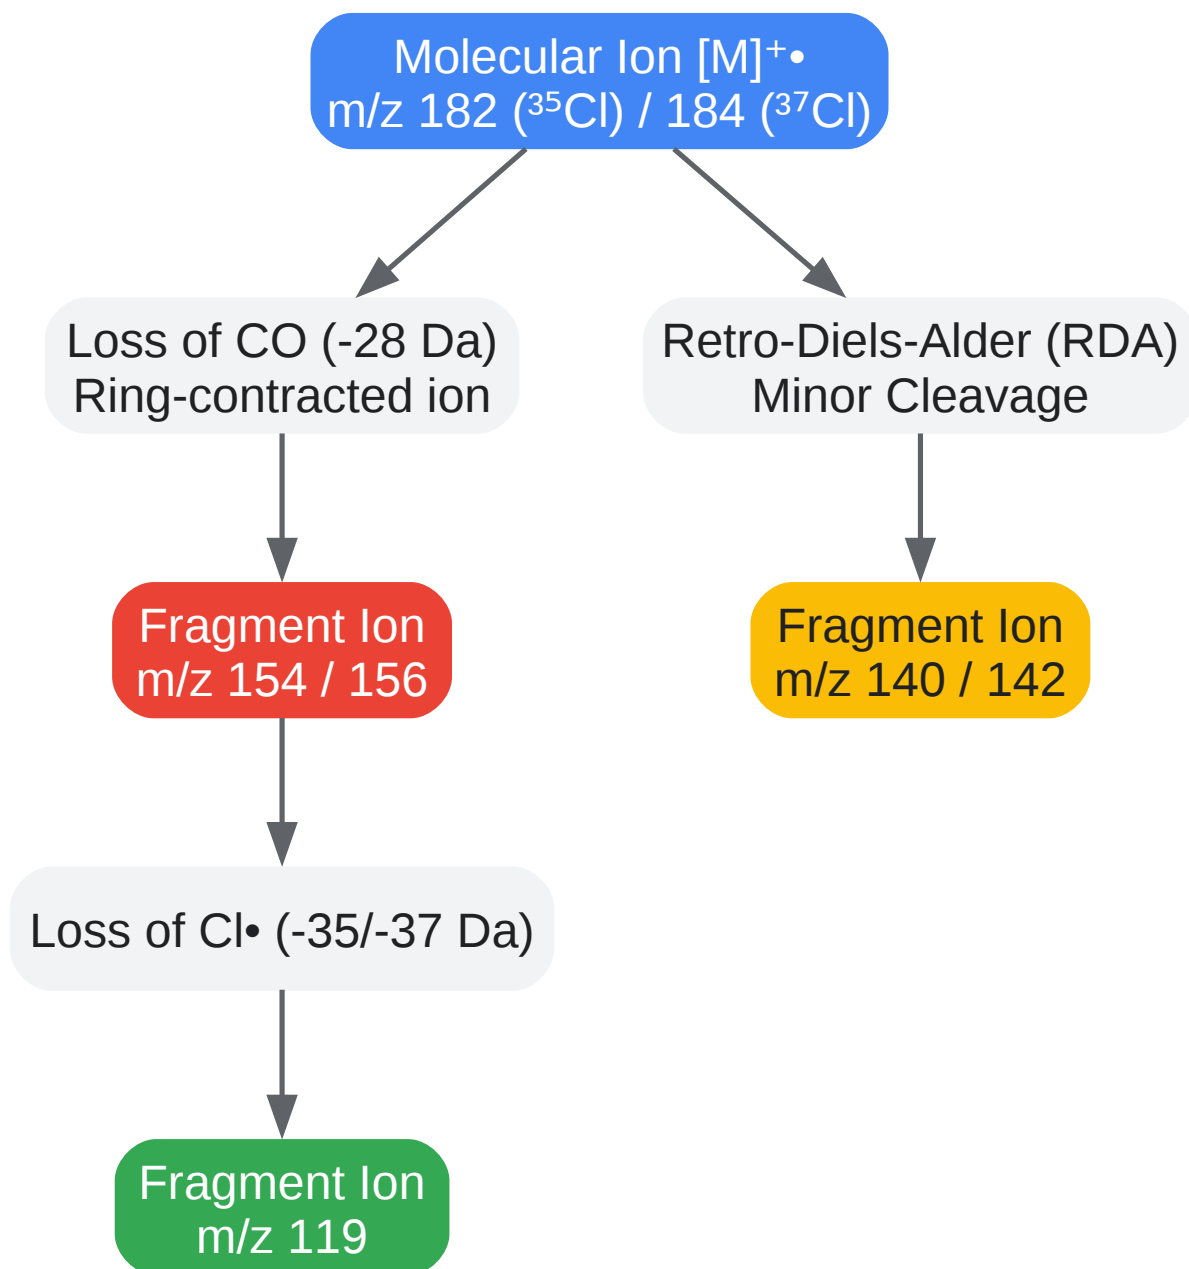 Molecular Ion [M]⁺•
m/z 182 (³⁵Cl) / 184 (³⁷Cl)
Loss of CO (-28 Da)
Ring-contracted ion
Retro-Diels-Alder (RDA)
Minor Cleavage
Fragment Ion
m/z 154 / 156
Fragment Ion
m/z 140 / 142
Loss of Cl• (-35/-37 Da)
Fragment Ion
m/z 119